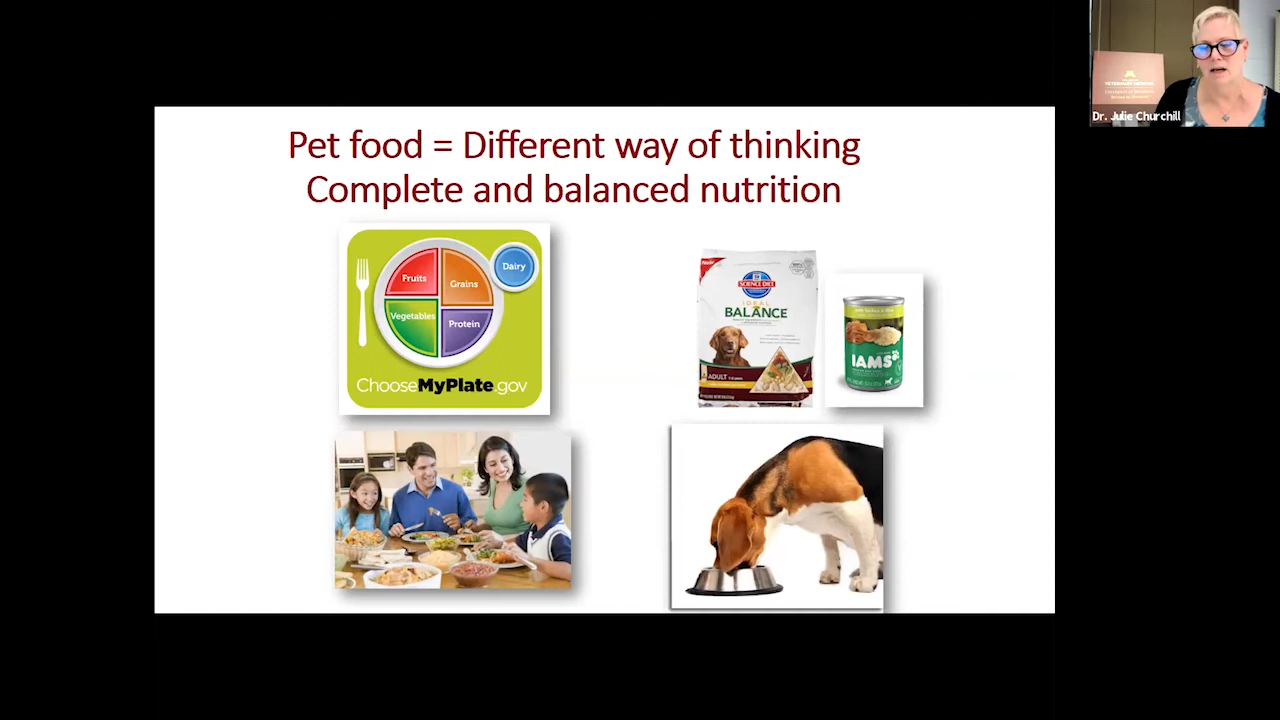 Pet food = Different way of thinking
Complete and balanced nutrition
Fruits
Grains
Dairy
Vegetables
Protein
ChooseMyPlate.gov
SCIENCE DIET
IDEAL
BALANCE
ADULT
IAMS
Dr. Julie Churchill